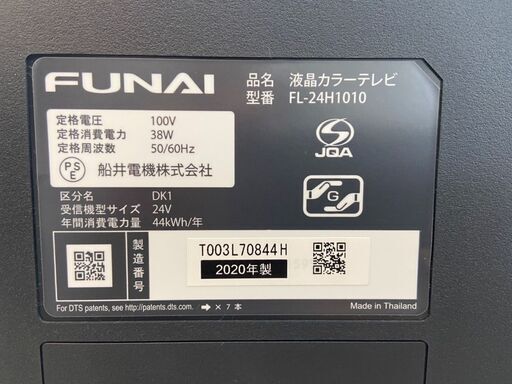 FUNAI
品名 液晶カラーテレビ
型番 FL-24H1010
定格電圧 100V
定格消費電力 38W
定格周波数 50/60Hz
PSE 船井電機株式会社
JQA
G
区分名 DK1
受信機型サイズ 24V
年間消費電力量 44kWh/年
製造番号
T003L70844H
2020年製
For DTS patents, see http://patents.dts.com.
→ × 7 本
Made in Thailand